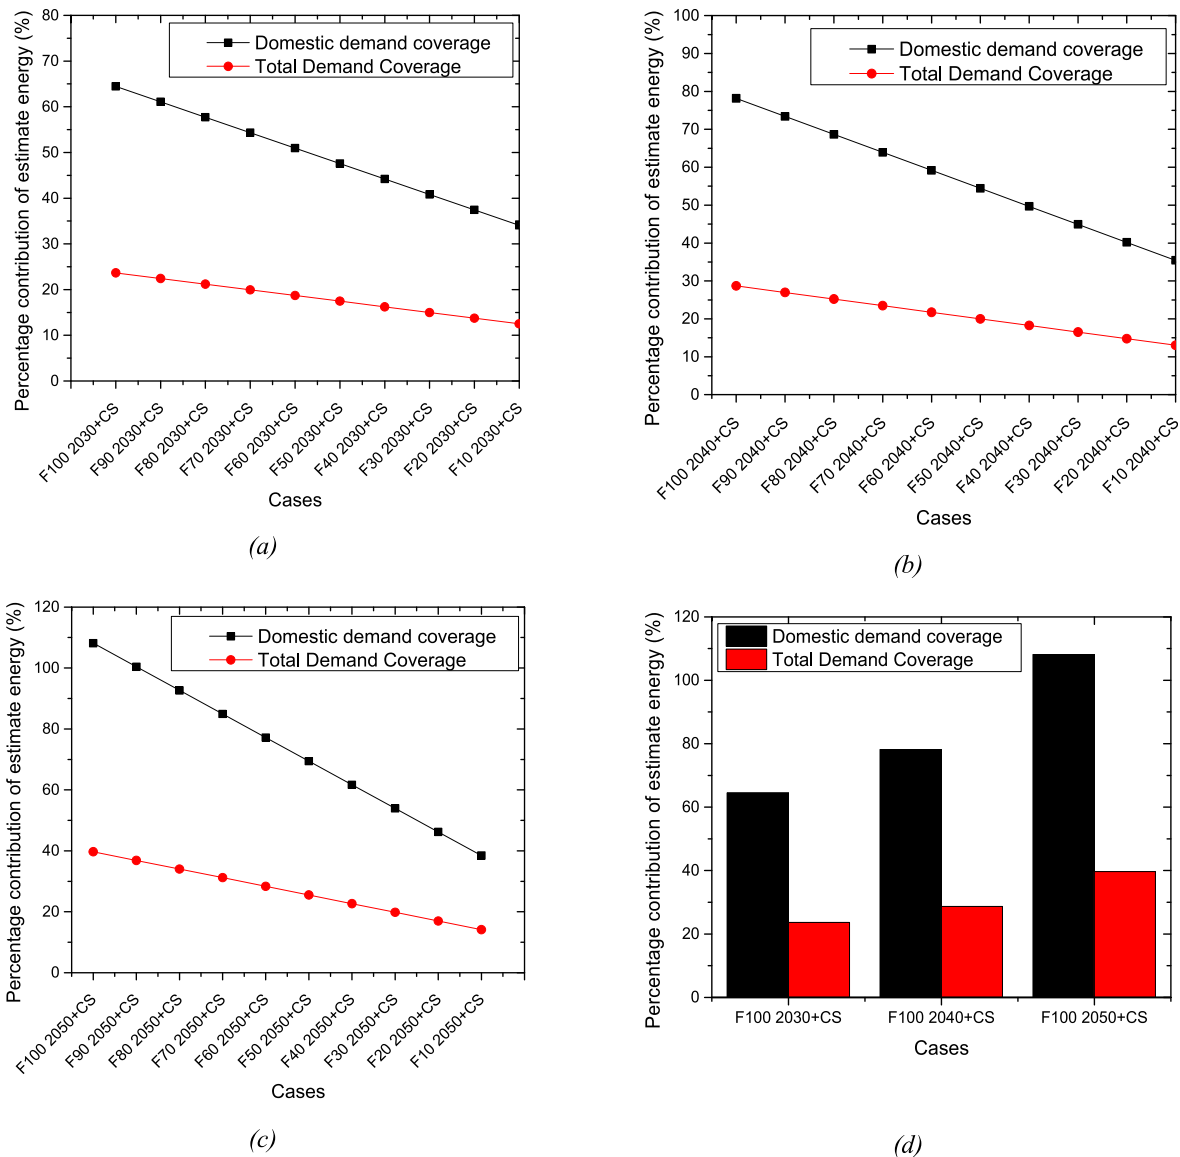 Percentage contribution of estimate energy (%)
80
70
60
50
40
30
20
10
0
Domestic demand coverage
Total Demand Coverage
F100 2030+CS
F90 2030+CS
F80 2030+CS
F70 2030+CS
F60 2030+CS
F50 2030+CS
F40 2030+CS
F30 2030+CS
F20 2030+CS
F10 2030+CS
Cases
(a)
Percentage contribution of estimate energy (%)
100
90
80
70
60
50
40
30
20
10
0
Domestic demand coverage
Total Demand Coverage
F100 2040+CS
F90 2040+CS
F80 2040+CS
F70 2040+CS
F60 2040+CS
F50 2040+CS
F40 2040+CS
F30 2040+CS
F20 2040+CS
F10 2040+CS
Cases
(b)
Percentage contribution of estimate energy (%)
120
100
80
60
40
20
0
Domestic demand coverage
Total Demand Coverage
F100 2050+CS
F90 2050+CS
F80 2050+CS
F70 2050+CS
F60 2050+CS
F50 2050+CS
F40 2050+CS
F30 2050+CS
F20 2050+CS
F10 2050+CS
Cases
(c)
Percentage contribution of estimate energy (%)
120
100
80
60
40
20
0
Domestic demand coverage
Total Demand Coverage
F100 2030+CS
F100 2040+CS
F100 2050+CS
Cases
(d)